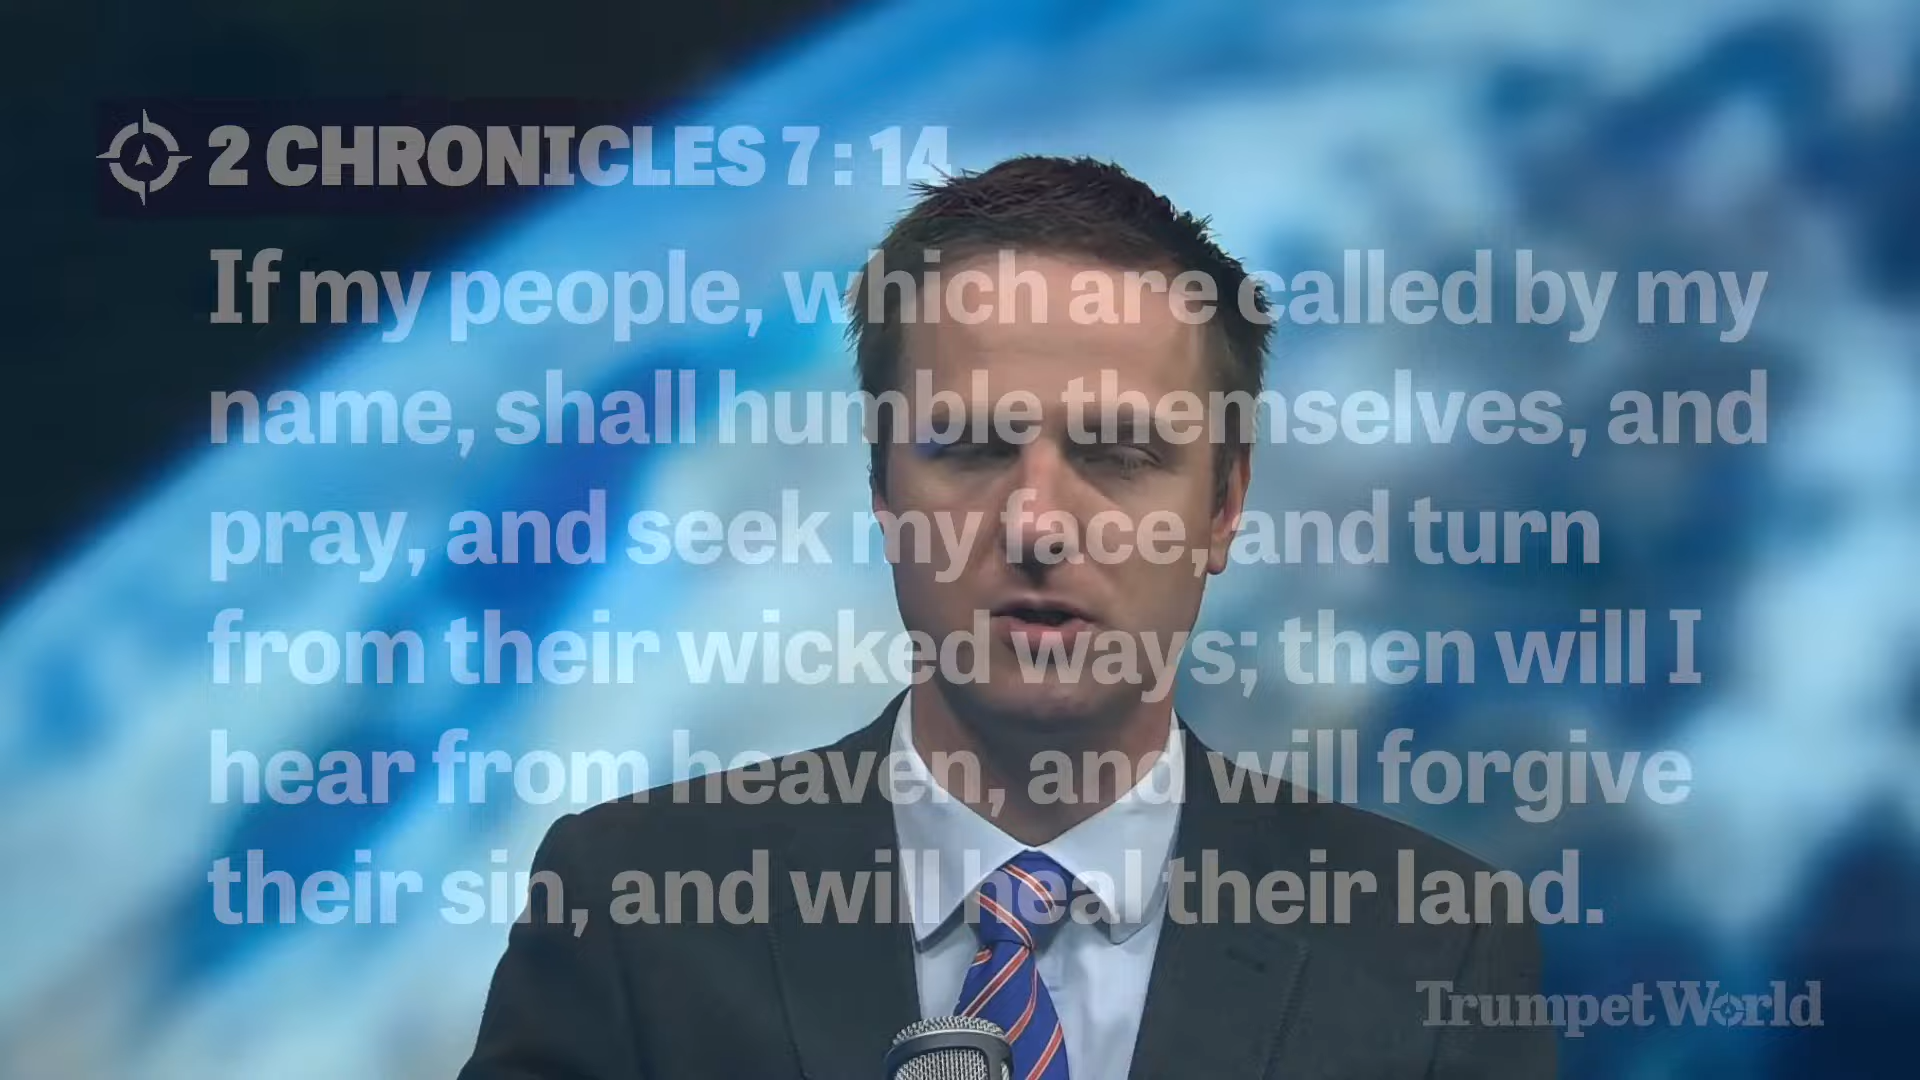 2 CHRONICLES 7:14
If my people, which are called by my
name, shall humble themselves, and
pray, and seek my face, and turn
from their wicked ways; then will I
hear from heaven, and will forgive
their sin, and will heal their land.
Trumpet World